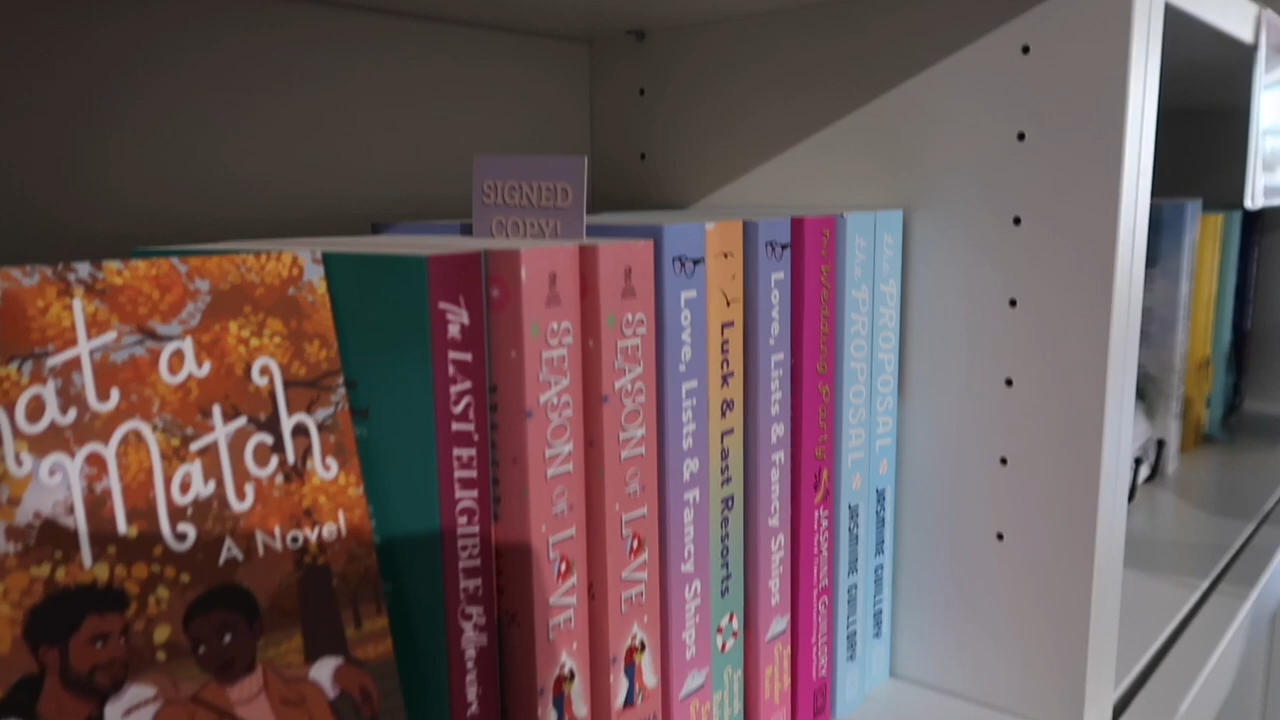 SIGNED
COPY!
hat a
Match
A Novel
The LAST ELIGIBLE Billionaire
SEASON OF LOVE
SEASON OF LOVE
Love, Lists & Fancy Ships
Luck & Last Resorts
Love, Lists & Fancy Ships
The Wedding Party JASMINE GUILLORY
the PROPOSAL JASMINE GUILLORY
the PROPOSAL JASMINE GUILLORY